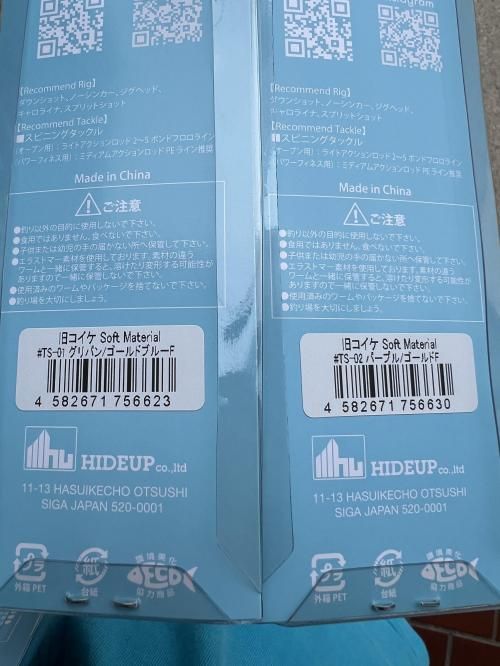 【Recommend Rig】
ダウンショット、ノーシンカー、ジグヘッド、
キャロライナ、スプリットショット
【Recommend Tackle】
■スピニングタックル
(オープン用)：ライトアクションロッド 2〜5 ポンドフロロライン
(パワーフィネス用)：ミディアムアクションロッド PE ライン推奨
Made in China
ご注意
●釣り以外の目的に使用しないで下さい。
●食用ではありません。食べないで下さい。
●子供または幼児の手の届かない所へ保管して下さい。
●エラストマー素材を使用しております。素材の違う
ワームと一緒に保管すると、溶けたり変形する可能性が
ありますので一緒に保管しないで下さい。
●使用済みのワームやパッケージを捨てないで下さい。
●釣り場を大切にしましょう。
旧コイケ Soft Material
#TS-01 グリパン/ゴールドブルーF
4 582671 756623
HIDEUP co.,ltd
11-13 HASUIKECHO OTSUSHI
SIGA JAPAN 520-0001
プラ
外箱 PET
紙
台紙
環境美化
ECO
協力商品
gram
【Recommend Rig】
ダウンショット、ノーシンカー、ジグヘッド、
キャロライナ、スプリットショット
【Recommend Tackle】
■スピニングタックル
(オープン用)：ライトアクションロッド 2〜5 ポンドフロロライン
(パワーフィネス用)：ミディアムアクションロッド PE ライン推奨
Made in China
ご注意
●釣り以外の目的に使用しないで下さい。
●食用ではありません。食べないで下さい。
●子供または幼児の手の届かない所へ保管して下さい。
●エラストマー素材を使用しております。素材の違う
ワームと一緒に保管すると、溶けたり変形する可能性が
ありますので一緒に保管しないで下さい。
●使用済みのワームやパッケージを捨てないで下さい。
●釣り場を大切にしましょう。
旧コイケ Soft Material
#TS-02 パープル/ゴールドF
4 582671 756630
HIDEUP co.,ltd
11-13 HASUIKECHO OTSUSHI
SIGA JAPAN 520-0001
プラ
外箱 PET
紙
台紙
環境美化
ECO
協力商品